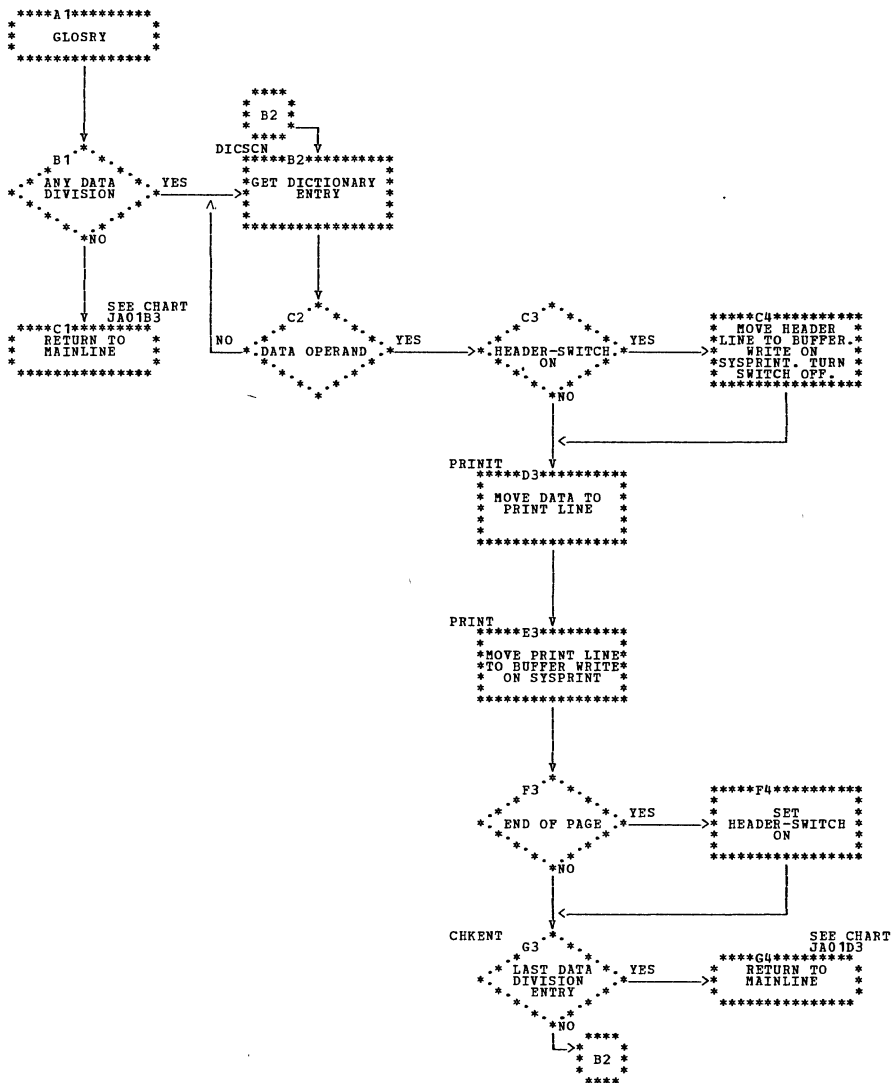 A1
GLOSRY
B2
DICSCN
B2
GET DICTIONARY
ENTRY
B1
ANY DATA
DIVISION
YES
NO
SEE CHART
JA01B3
C1
RETURN TO
MAINLINE
C2
DATA OPERAND
NO
YES
C3
HEADER-SWITCH
ON
YES
NO
C4
MOVE HEADER
LINE TO BUFFER.
WRITE ON
SYSPRINT. TURN
SWITCH OFF.
PRINIT
D3
MOVE DATA TO
PRINT LINE
PRINT
E3
MOVE PRINT LINE
TO BUFFER WRITE
ON SYSPRINT
F3
END OF PAGE
YES
NO
F4
SET
HEADER-SWITCH
ON
CHKENT
G3
LAST DATA
DIVISION
ENTRY
YES
NO
SEE CHART
JA01D3
G4
RETURN TO
MAINLINE
B2